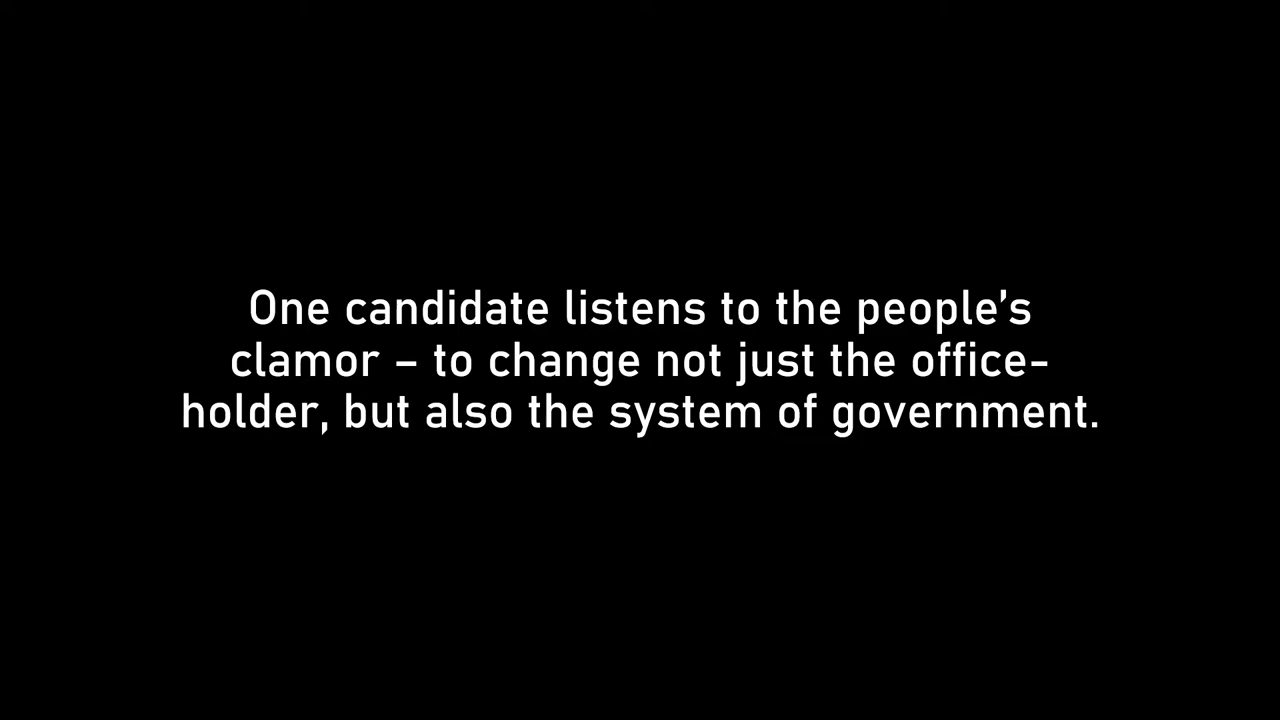 One candidate listens to the people’s
clamor – to change not just the office-
holder, but also the system of government.